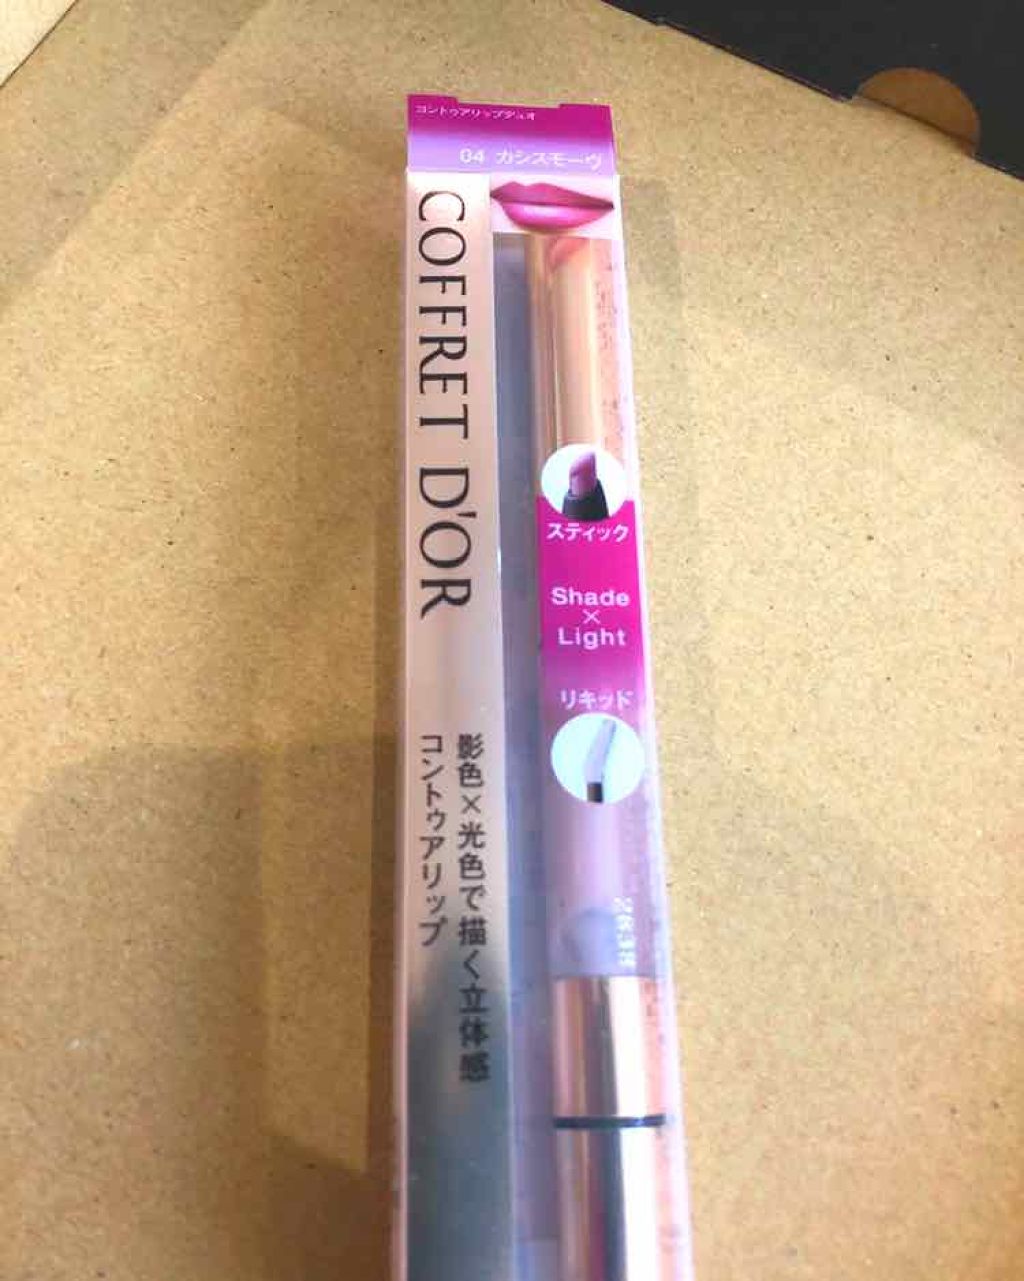 コントゥアリップデュオ
04 カシスモーヴ
COFFRET D'OR
スティック
Shade
×
Light
リキッド
影色×光色で描く立体感
コントゥアリップ